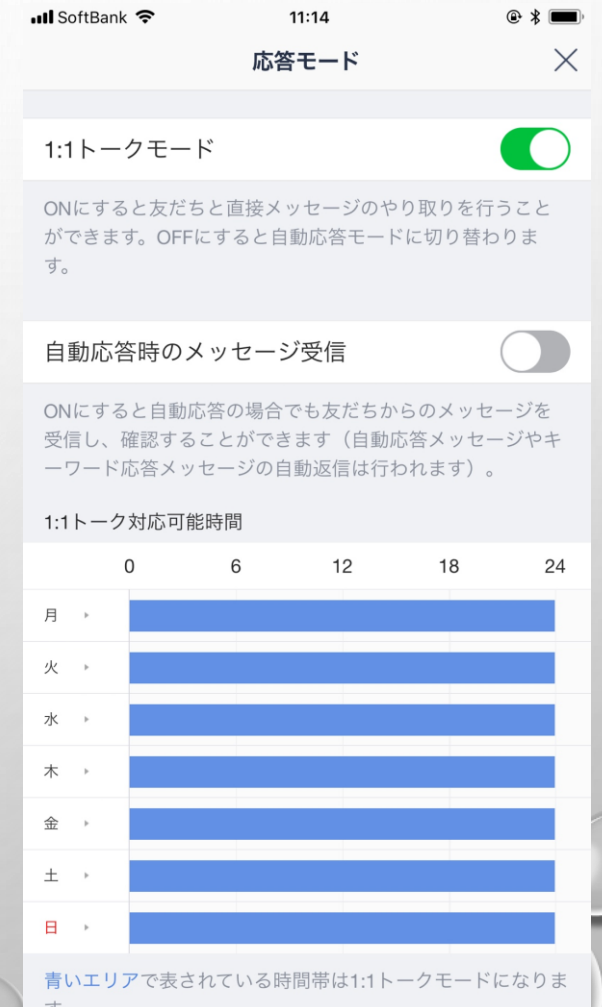 SoftBank 11:14
応答モード
1:1トークモード
ONにすると友だちと直接メッセージのやり取りを行うこと
ができます。OFFにすると自動応答モードに切り替わりま
す。
自動応答時のメッセージ受信
ONにすると自動応答の場合でも友だちからのメッセージを
受信し、確認することができます（自動応答メッセージやキ
ーワード応答メッセージの自動返信は行われます）。
1:1トーク対応可能時間
0 6 12 18 24
月
火
水
木
金
土
日
青いエリアで表されている時間帯は1:1トークモードになりま